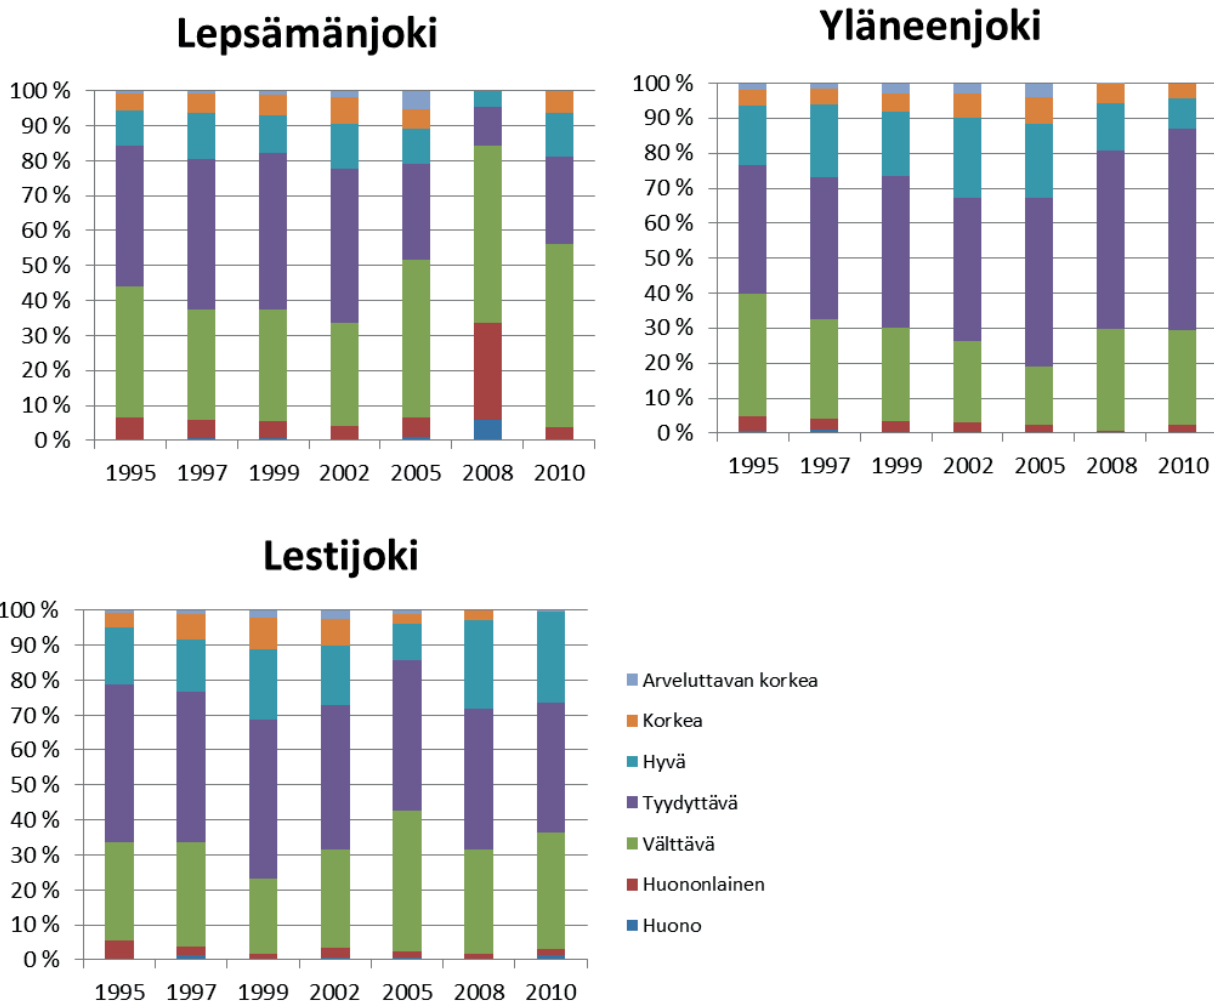 Lepsämänjoki
100 %
90 %
80 %
70 %
60 %
50 %
40 %
30 %
20 %
10 %
0 %
1995 1997 1999 2002 2005 2008 2010
Yläneenjoki
100 %
90 %
80 %
70 %
60 %
50 %
40 %
30 %
20 %
10 %
0 %
1995 1997 1999 2002 2005 2008 2010
Lestijoki
100 %
90 %
80 %
70 %
60 %
50 %
40 %
30 %
20 %
10 %
0 %
1995 1997 1999 2002 2005 2008 2010
Arveluttavan korkea
Korkea
Hyvä
Tyydyttävä
Välttävä
Huononlainen
Huono